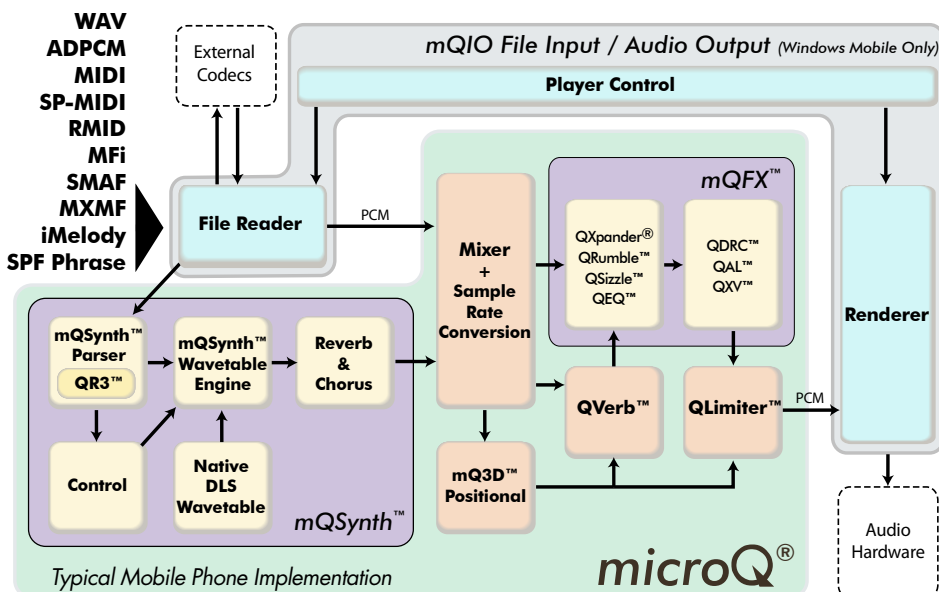 WAV
ADPCM
MIDI
SP-MIDI
RMID
MFi
SMAF
MXMF
iMelody
SPF Phrase
External
Codecs
mQIO File Input / Audio Output (Windows Mobile Only)
Player Control
File Reader
PCM
Mixer
+
Sample
Rate
Conversion
mQFX™
QXpander®
QRumble™
QSizzle™
QEQ™
QDRC™
QAL™
QXV™
Renderer
mQSynth™
Parser
QR3™
mQSynth™
Wavetable
Engine
Reverb
&
Chorus
QVerb™
QLimiter™
PCM
Control
Native
DLS
Wavetable
mQSynth™
mQ3D™
Positional
Audio
Hardware
Typical Mobile Phone Implementation
microQ®